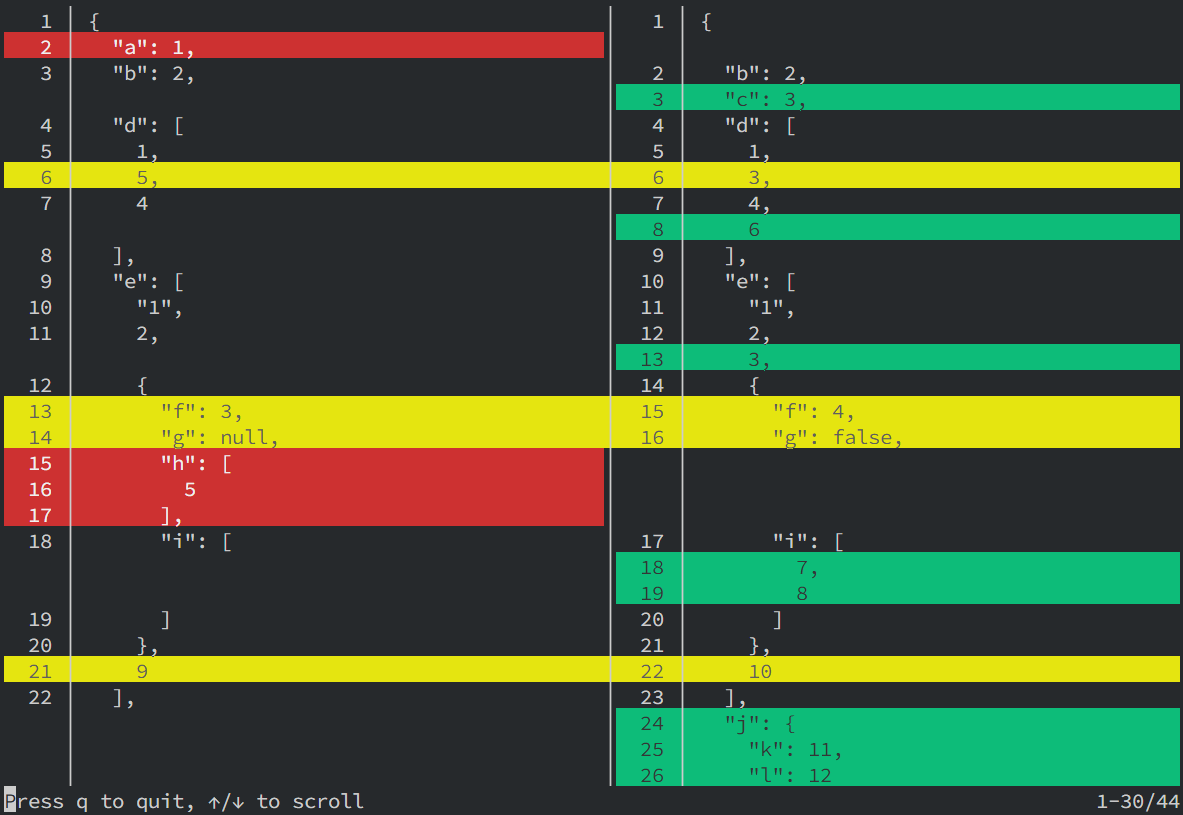 1 { 1 {
2 "a": 1,
3 "b": 2, 2 "b": 2,
3 "c": 3,
4 "d": [ 4 "d": [
5 1, 5 1,
6 5, 6 3,
7 4 7 4,
8 6
8 ], 9 ],
9 "e": [ 10 "e": [
10 "1", 11 "1",
11 2, 12 2,
13 3,
12 { 14 {
13 "f": 3, 15 "f": 4,
14 "g": null, 16 "g": false,
15 "h": [
16 5
17 ],
18 "i": [ 17 "i": [
18 7,
19 8
19 ] 20 ]
20 }, 21 },
21 9 22 10
22 ], 23 ],
24 "j": {
25 "k": 11,
26 "l": 12
Press q to quit, ↑/↓ to scroll 1-30/44